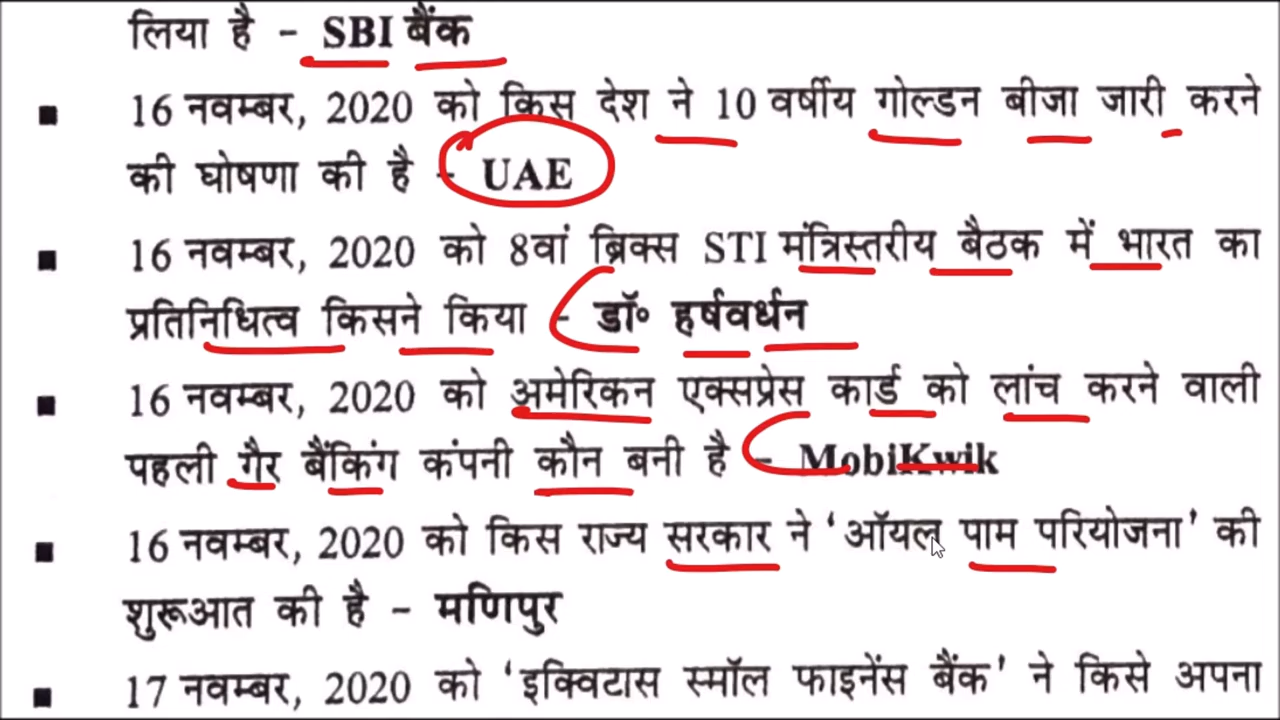 लिया है - SBI बैंक
▪ 16 नवम्बर, 2020 को किस देश ने 10 वर्षीय गोल्डन बीजा जारी करने
की घोषणा की है - UAE
▪ 16 नवम्बर, 2020 को 8वां ब्रिक्स STI मंत्रिस्तरीय बैठक में भारत का
प्रतिनिधित्व किसने किया - डॉ० हर्षवर्धन
▪ 16 नवम्बर, 2020 को अमेरिकन एक्सप्रेस कार्ड को लांच करने वाली
पहली गैर बैंकिंग कंपनी कौन बनी है - MobiKwik
▪ 16 नवम्बर, 2020 को किस राज्य सरकार ने ‘ऑयल पाम परियोजना’ की
शुरूआत की है - मणिपुर
▪ 17 नवम्बर, 2020 को ‘इक्विटास स्मॉल फाइनेंस बैंक’ ने किसे अपना